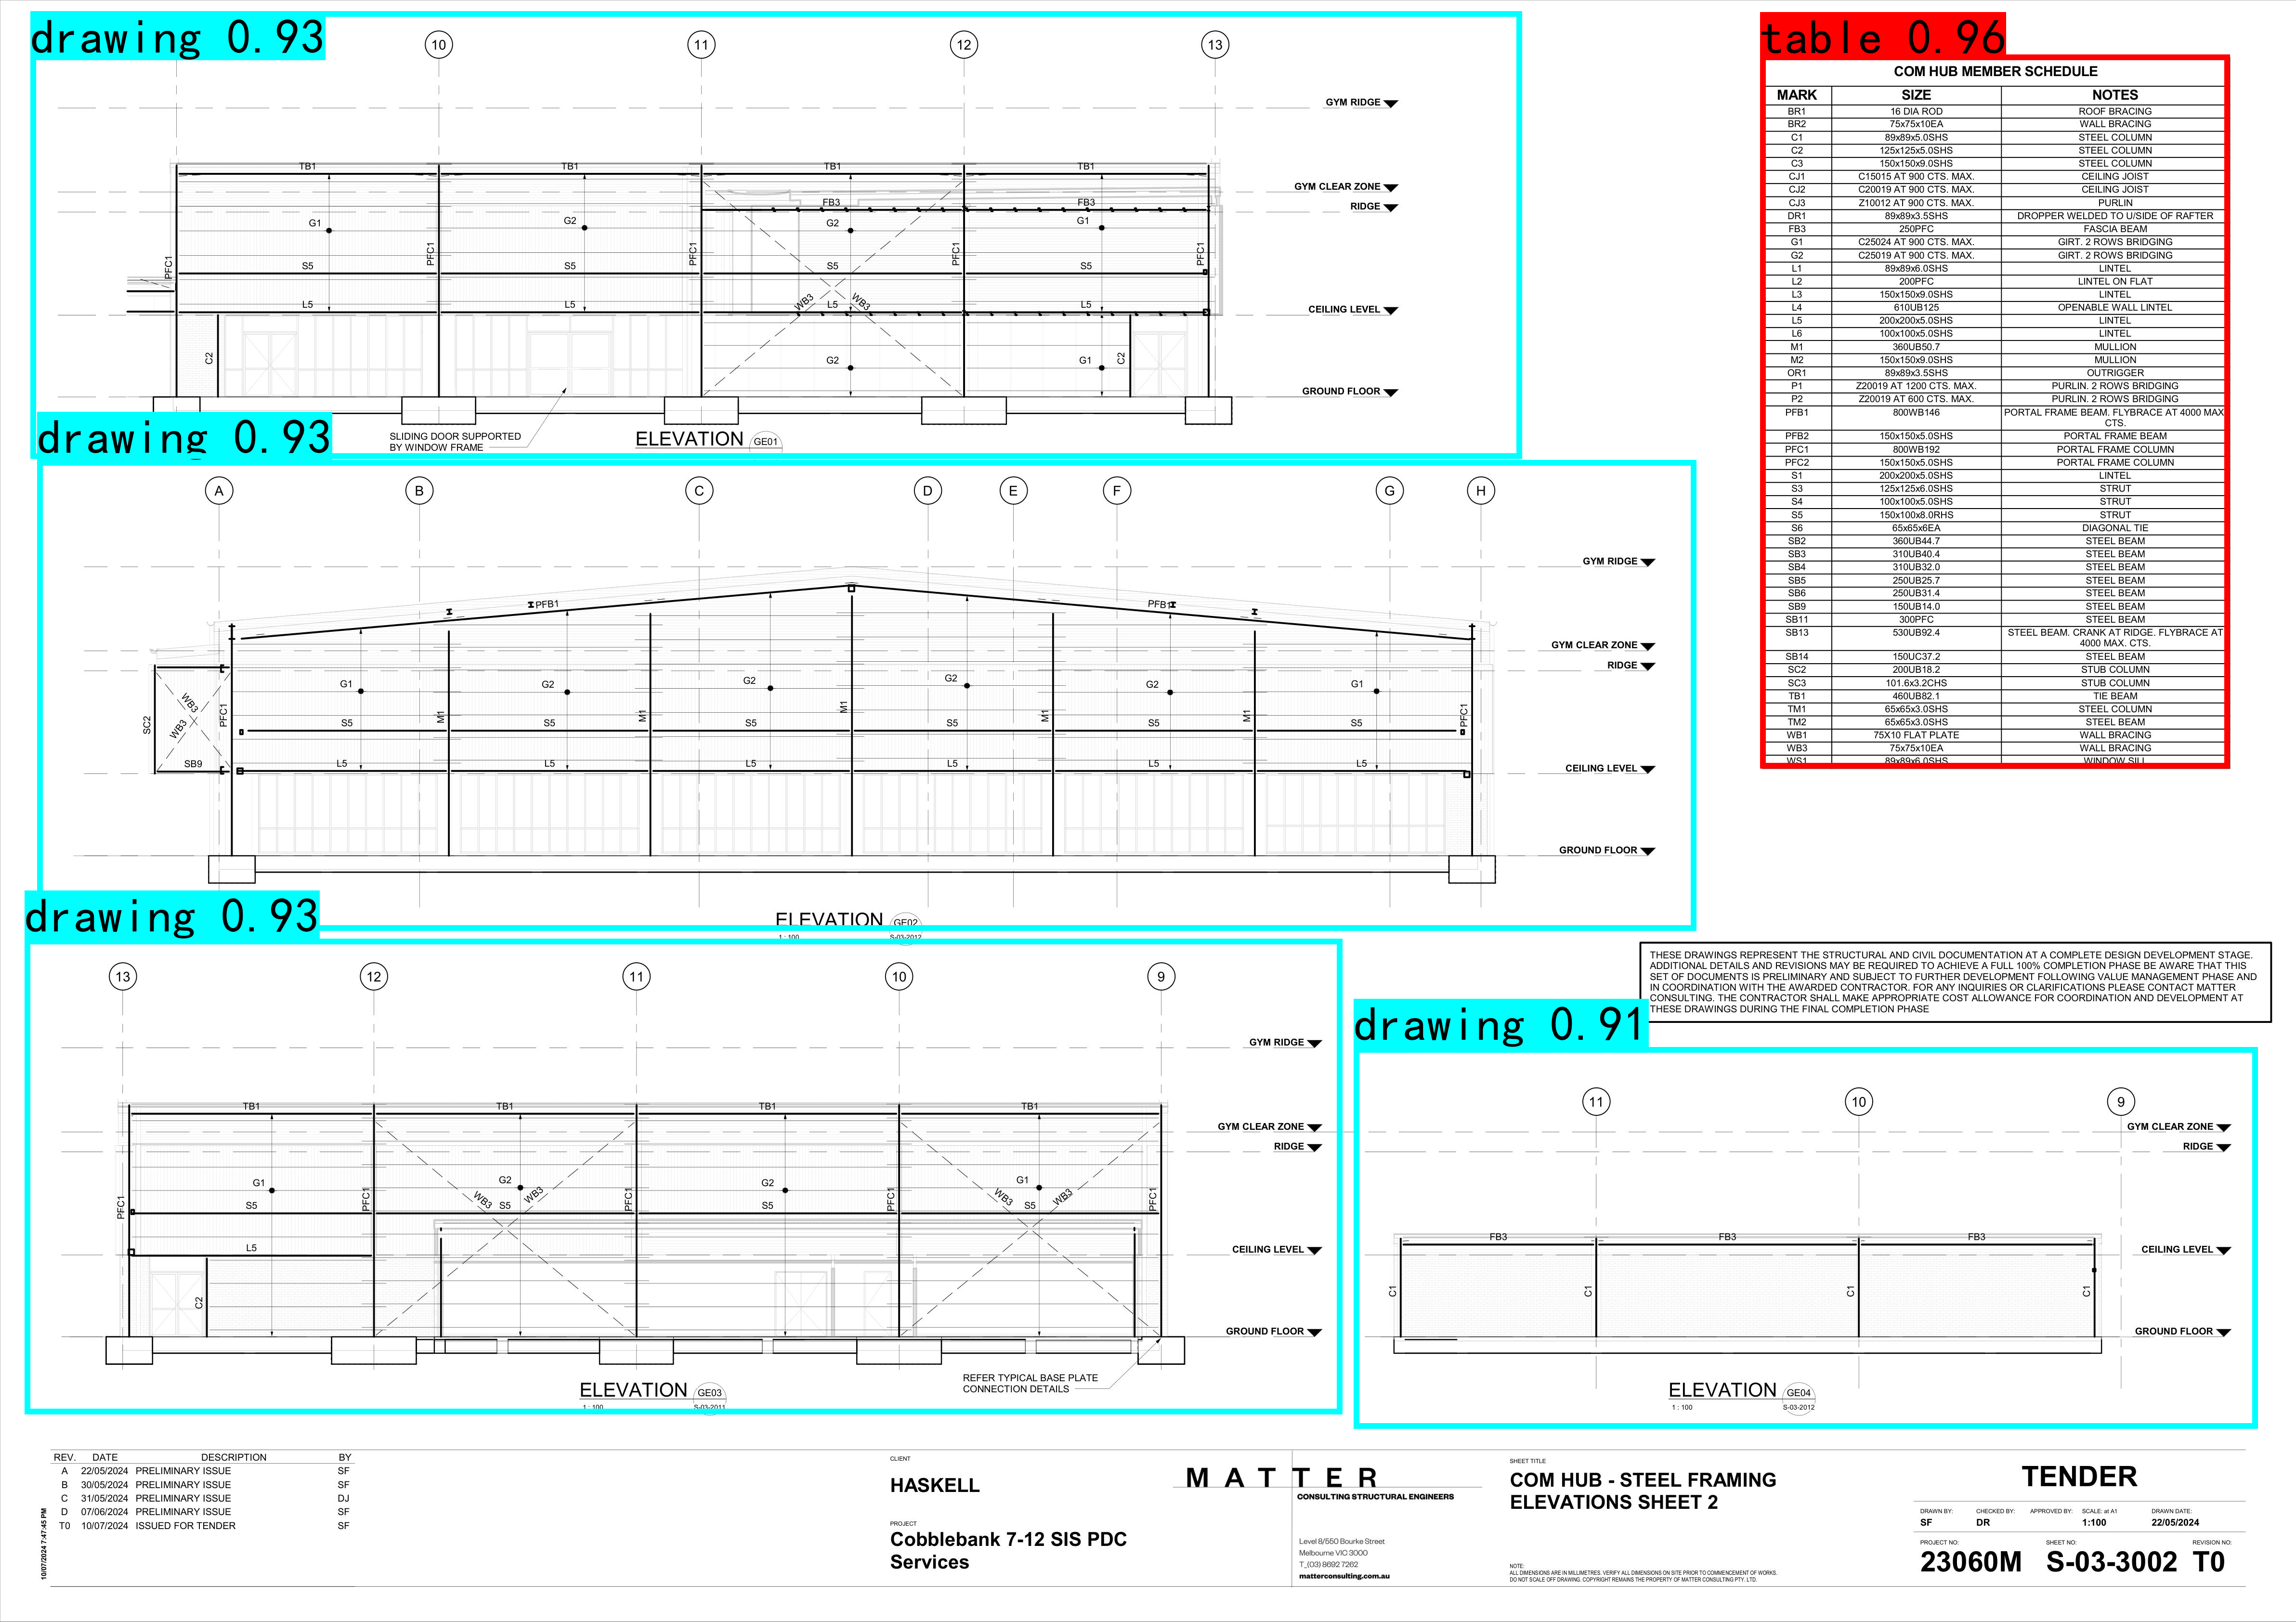 drawing 0.93
10
11
12
13
GYM RIDGE
TB1
TB1
TB1
TB1
GYM CLEAR ZONE
RIDGE
FB3
FB3
G1
G2
G2
G1
PFC1
PFC1
PFC1
PFC1
PFC1
S5
S5
S5
S5
WB3
WB3
L5
L5
L5
L5
CEILING LEVEL
C2
G2
G1
C2
GROUND FLOOR
SLIDING DOOR SUPPORTED
BY WINDOW FRAME
ELEVATION
GE01
drawing 0.93
A
B
C
D
E
F
G
H
GYM RIDGE
PFB1
PFB1
GYM CLEAR ZONE
RIDGE
G1
G2
G2
G2
G2
G1
SC2
WB3
WB3
PFC1
M1
M1
M1
M1
M1
PFC1
S5
S5
S5
S5
S5
SB9
L5
L5
L5
L5
L5
L5
CEILING LEVEL
GROUND FLOOR
ELEVATION
GE02
1 : 100
S-03-2012
drawing 0.93
13
12
11
10
9
GYM RIDGE
TB1
TB1
TB1
TB1
GYM CLEAR ZONE
RIDGE
G1
G2
G2
G1
PFC1
PFC1
PFC1
PFC1
PFC1
WB3
WB3
WB3
WB3
S5
S5
S5
S5
L5
CEILING LEVEL
C2
GROUND FLOOR
REFER TYPICAL BASE PLATE
CONNECTION DETAILS
ELEVATION
GE03
1 : 100
S-03-2011
table 0.96
COM HUB MEMBER SCHEDULE
MARK SIZE NOTES
BR1 16 DIA ROD ROOF BRACING
BR2 75x75x10EA WALL BRACING
C1 89x89x5.0SHS STEEL COLUMN
C2 125x125x5.0SHS STEEL COLUMN
C3 150x150x9.0SHS STEEL COLUMN
CJ1 C15015 AT 900 CTS. MAX. CEILING JOIST
CJ2 C20019 AT 900 CTS. MAX. CEILING JOIST
CJ3 Z10012 AT 900 CTS. MAX. PURLIN
DR1 89x89x3.5SHS DROPPER WELDED TO U/SIDE OF RAFTER
FB3 250PFC FASCIA BEAM
G1 C25024 AT 900 CTS. MAX. GIRT. 2 ROWS BRIDGING
G2 C25019 AT 900 CTS. MAX. GIRT. 2 ROWS BRIDGING
L1 89x89x6.0SHS LINTEL
L2 200PFC LINTEL ON FLAT
L3 150x150x9.0SHS LINTEL
L4 610UB125 OPENABLE WALL LINTEL
L5 200x200x5.0SHS LINTEL
L6 100x100x5.0SHS LINTEL
M1 360UB50.7 MULLION
M2 150x150x9.0SHS MULLION
OR1 89x89x3.5SHS OUTRIGGER
P1 Z20019 AT 1200 CTS. MAX. PURLIN. 2 ROWS BRIDGING
P2 Z20019 AT 600 CTS. MAX. PURLIN. 2 ROWS BRIDGING
PFB1 800WB146 PORTAL FRAME BEAM. FLYBRACE AT 4000 MAX
CTS.
PFB2 150x150x5.0SHS PORTAL FRAME BEAM
PFC1 800WB192 PORTAL FRAME COLUMN
PFC2 150x150x5.0SHS PORTAL FRAME COLUMN
S1 200x200x5.0SHS LINTEL
S3 125x125x6.0SHS STRUT
S4 100x100x5.0SHS STRUT
S5 150x100x8.0RHS STRUT
S6 65x65x6EA DIAGONAL TIE
SB2 360UB44.7 STEEL BEAM
SB3 310UB40.4 STEEL BEAM
SB4 310UB32.0 STEEL BEAM
SB5 250UB25.7 STEEL BEAM
SB6 250UB31.4 STEEL BEAM
SB9 150UB14.0 STEEL BEAM
SB11 300PFC STEEL BEAM
SB13 530UB92.4 STEEL BEAM. CRANK AT RIDGE. FLYBRACE AT
4000 MAX. CTS.
SB14 150UC37.2 STEEL BEAM
SC2 200UB18.2 STUB COLUMN
SC3 101.6x3.2CHS STUB COLUMN
TB1 460UB82.1 TIE BEAM
TM1 65x65x3.0SHS STEEL COLUMN
TM2 65x65x3.0SHS STEEL BEAM
WB1 75X10 FLAT PLATE WALL BRACING
WB3 75x75x10EA WALL BRACING
WS1 89x89x6.0SHS WINDOW SILL
THESE DRAWINGS REPRESENT THE STRUCTURAL AND CIVIL DOCUMENTATION AT A COMPLETE DESIGN DEVELOPMENT STAGE.
ADDITIONAL DETAILS AND REVISIONS MAY BE REQUIRED TO ACHIEVE A FULL 100% COMPLETION PHASE BE AWARE THAT THIS
SET OF DOCUMENTS IS PRELIMINARY AND SUBJECT TO FURTHER DEVELOPMENT FOLLOWING VALUE MANAGEMENT PHASE AND
IN COORDINATION WITH THE AWARDED CONTRACTOR. FOR ANY INQUIRIES OR CLARIFICATIONS PLEASE CONTACT MATTER
CONSULTING. THE CONTRACTOR SHALL MAKE APPROPRIATE COST ALLOWANCE FOR COORDINATION AND DEVELOPMENT AT
THESE DRAWINGS DURING THE FINAL COMPLETION PHASE
drawing 0.91
11
10
9
GYM CLEAR ZONE
RIDGE
FB3
FB3
FB3
CEILING LEVEL
C1
C1
C1
C1
GROUND FLOOR
ELEVATION
GE04
1 : 100
S-03-2012
REV. DATE DESCRIPTION BY
A 22/05/2024 PRELIMINARY ISSUE SF
B 30/05/2024 PRELIMINARY ISSUE SF
C 31/05/2024 PRELIMINARY ISSUE DJ
D 07/06/2024 PRELIMINARY ISSUE SF
T0 10/07/2024 ISSUED FOR TENDER SF
10/07/2024 7:47:45 PM
CLIENT
HASKELL
PROJECT
Cobblebank 7-12 SIS PDC
Services
MATTER
CONSULTING STRUCTURAL ENGINEERS
Level 8/550 Bourke Street
Melbourne VIC 3000
T_(03) 8692 7262
matterconsulting.com.au
SHEET TITLE
COM HUB - STEEL FRAMING
ELEVATIONS SHEET 2
NOTE:
ALL DIMENSIONS ARE IN MILLIMETRES. VERIFY ALL DIMENSIONS ON SITE PRIOR TO COMMENCEMENT OF WORKS.
DO NOT SCALE OFF DRAWING. COPYRIGHT REMAINS THE PROPERTY OF MATTER CONSULTING PTY. LTD.
TENDER
DRAWN BY: CHECKED BY: APPROVED BY: SCALE: at A1 DRAWN DATE:
SF DR 1:100 22/05/2024
PROJECT NO: SHEET NO: REVISION NO:
23060M S-03-3002 T0